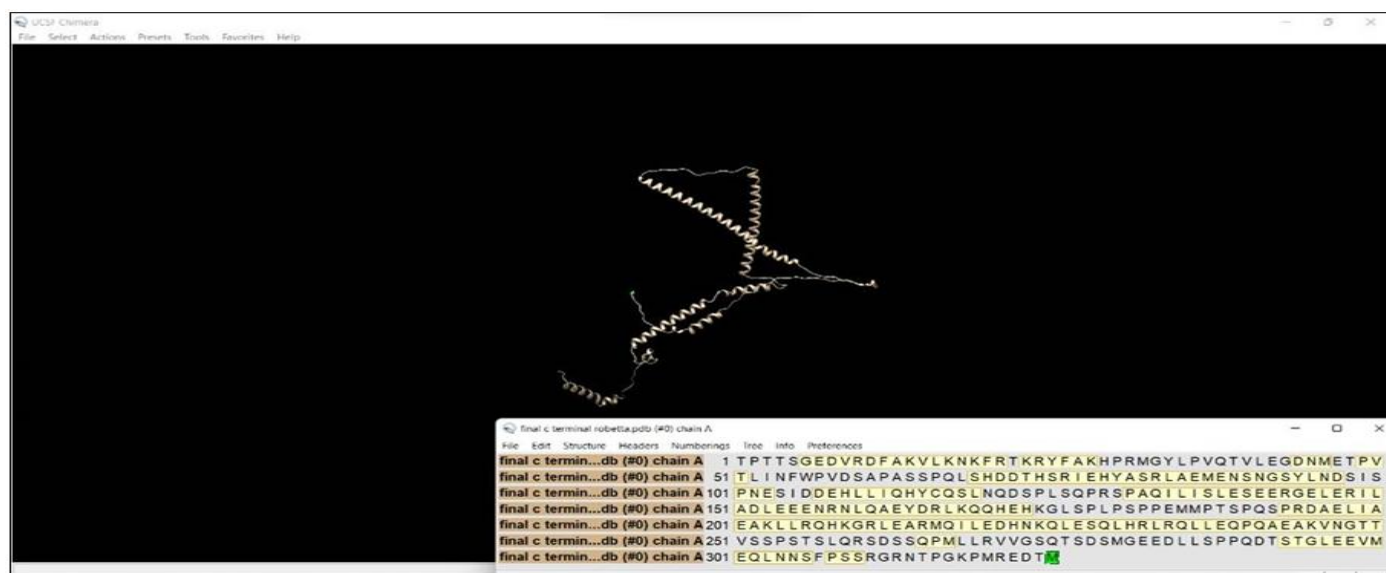 UCSF Chimera
File Select Actions Presets Tools Favorites Help
final c terminal robetta.pdb (#0) chain A
File Edit Structure Headers Numberings Tree Info Preferences
final c termin...db (#0) chain A 1 TPTTSGEDVRDFAKVLKNKFRTKRYFAKHPRMGYLPVQTVLEGDNMETPV
final c termin...db (#0) chain A 51 TLINFWPVDSAPASSPQLSHDDTHSRIEHYASRLAEMENSNGSYLNDSIS
final c termin...db (#0) chain A 101 PNESIDDEHLLIQHYCQSLNQDSPLSQPRSPAQILISLESEERGELERIL
final c termin...db (#0) chain A 151 ADLEEENRNLQAEYDRLKQQHEHKGLSPLPSPPEMMPTSPQSPRDAELIA
final c termin...db (#0) chain A 201 EAKLLRQHKGRLEARMQILEDHNKQLESQLHRLRQLLEQPQAEAKVNGTT
final c termin...db (#0) chain A 251 VSSPSTSLQRSDSSQPMLLRVVGSQTSDSMGEEDLLSPPQDTSTGLEEVM
final c termin...db (#0) chain A 301 EQLNNSFPSSRGRNTPGKPMREDTM